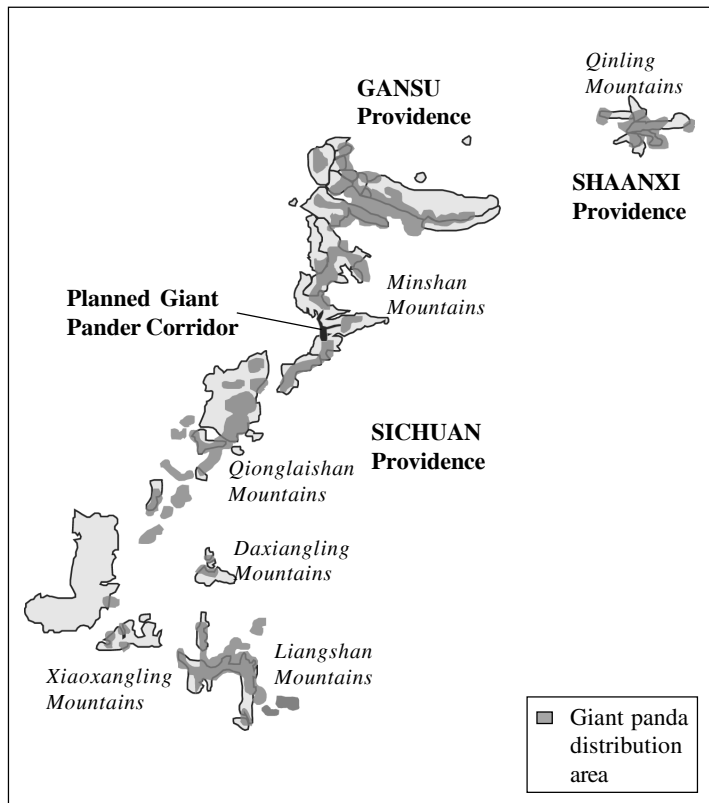 Qinling
Mountains
GANSU
Providence
SHAANXI
Providence
Minshan
Mountains
Planned Giant
Pander Corridor
SICHUAN
Providence
Qionglaishan
Mountains
Daxiangling
Mountains
Liangshan
Mountains
Xiaoxangling
Mountains
Giant panda
distribution
area